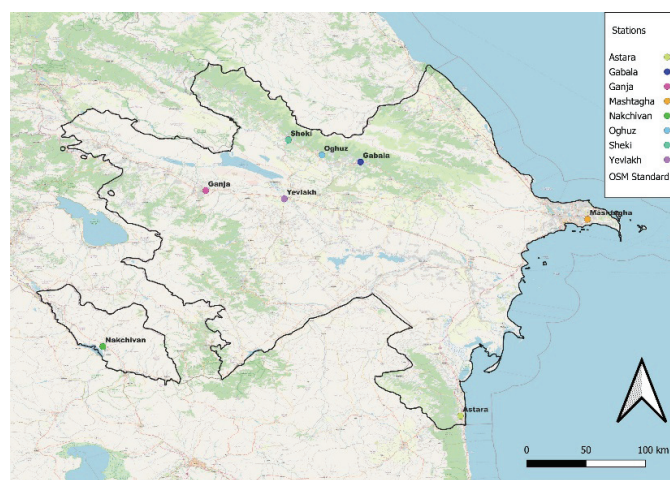 Stations
Astara
Gabala
Ganja
Mashtagha
Nakchivan
Oghuz
Sheki
Yevlakh
OSM Standard
Sheki
Oghuz
Gabala
Ganja
Yevlakh
Mashtagha
Nakchivan
Astara
0 50 100 km